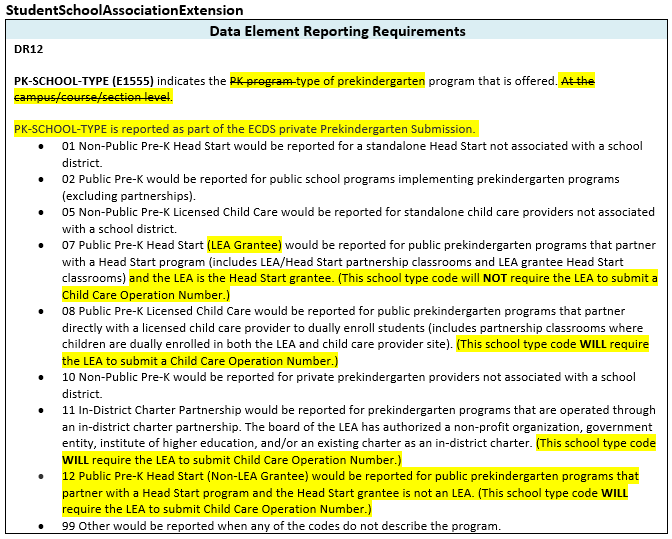 StudentSchoolAssociationExtension
Data Element Reporting Requirements
DR12
PK-SCHOOL-TYPE (E1555) indicates the PK program type of prekindergarten program that is offered. At the
campus/course/section level.
PK-SCHOOL-TYPE is reported as part of the ECDS private Prekindergarten Submission.
• 01 Non-Public Pre-K Head Start would be reported for a standalone Head Start not associated with a school
district.
• 02 Public Pre-K would be reported for public school programs implementing prekindergarten programs
(excluding partnerships).
• 05 Non-Public Pre-K Licensed Child Care would be reported for standalone child care providers not associated
with a school district.
• 07 Public Pre-K Head Start (LEA Grantee) would be reported for public prekindergarten programs that partner
with a Head Start program (includes LEA/Head Start partnership classrooms and LEA grantee Head Start
classrooms) and the LEA is the Head Start grantee. (This school type code will NOT require the LEA to submit a
Child Care Operation Number.)
• 08 Public Pre-K Licensed Child Care would be reported for public prekindergarten programs that partner
directly with a licensed child care provider to dually enroll students (includes partnership classrooms where
children are dually enrolled in both the LEA and child care provider site). (This school type code WILL require
the LEA to submit a Child Care Operation Number.)
• 10 Non-Public Pre-K would be reported for private prekindergarten providers not associated with a school
district.
• 11 In-District Charter Partnership would be reported for prekindergarten programs that are operated through
an in-district charter partnership. The board of the LEA has authorized a non-profit organization, government
entity, institute of higher education, and/or an existing charter as an in-district charter. (This school type code
WILL require the LEA to submit Child Care Operation Number.)
• 12 Public Pre-K Head Start (Non-LEA Grantee) would be reported for public prekindergarten programs that
partner with a Head Start program and the Head Start grantee is not an LEA. (This school type code WILL
require the LEA to submit Child Care Operation Number.)
• 99 Other would be reported when any of the codes do not describe the program.